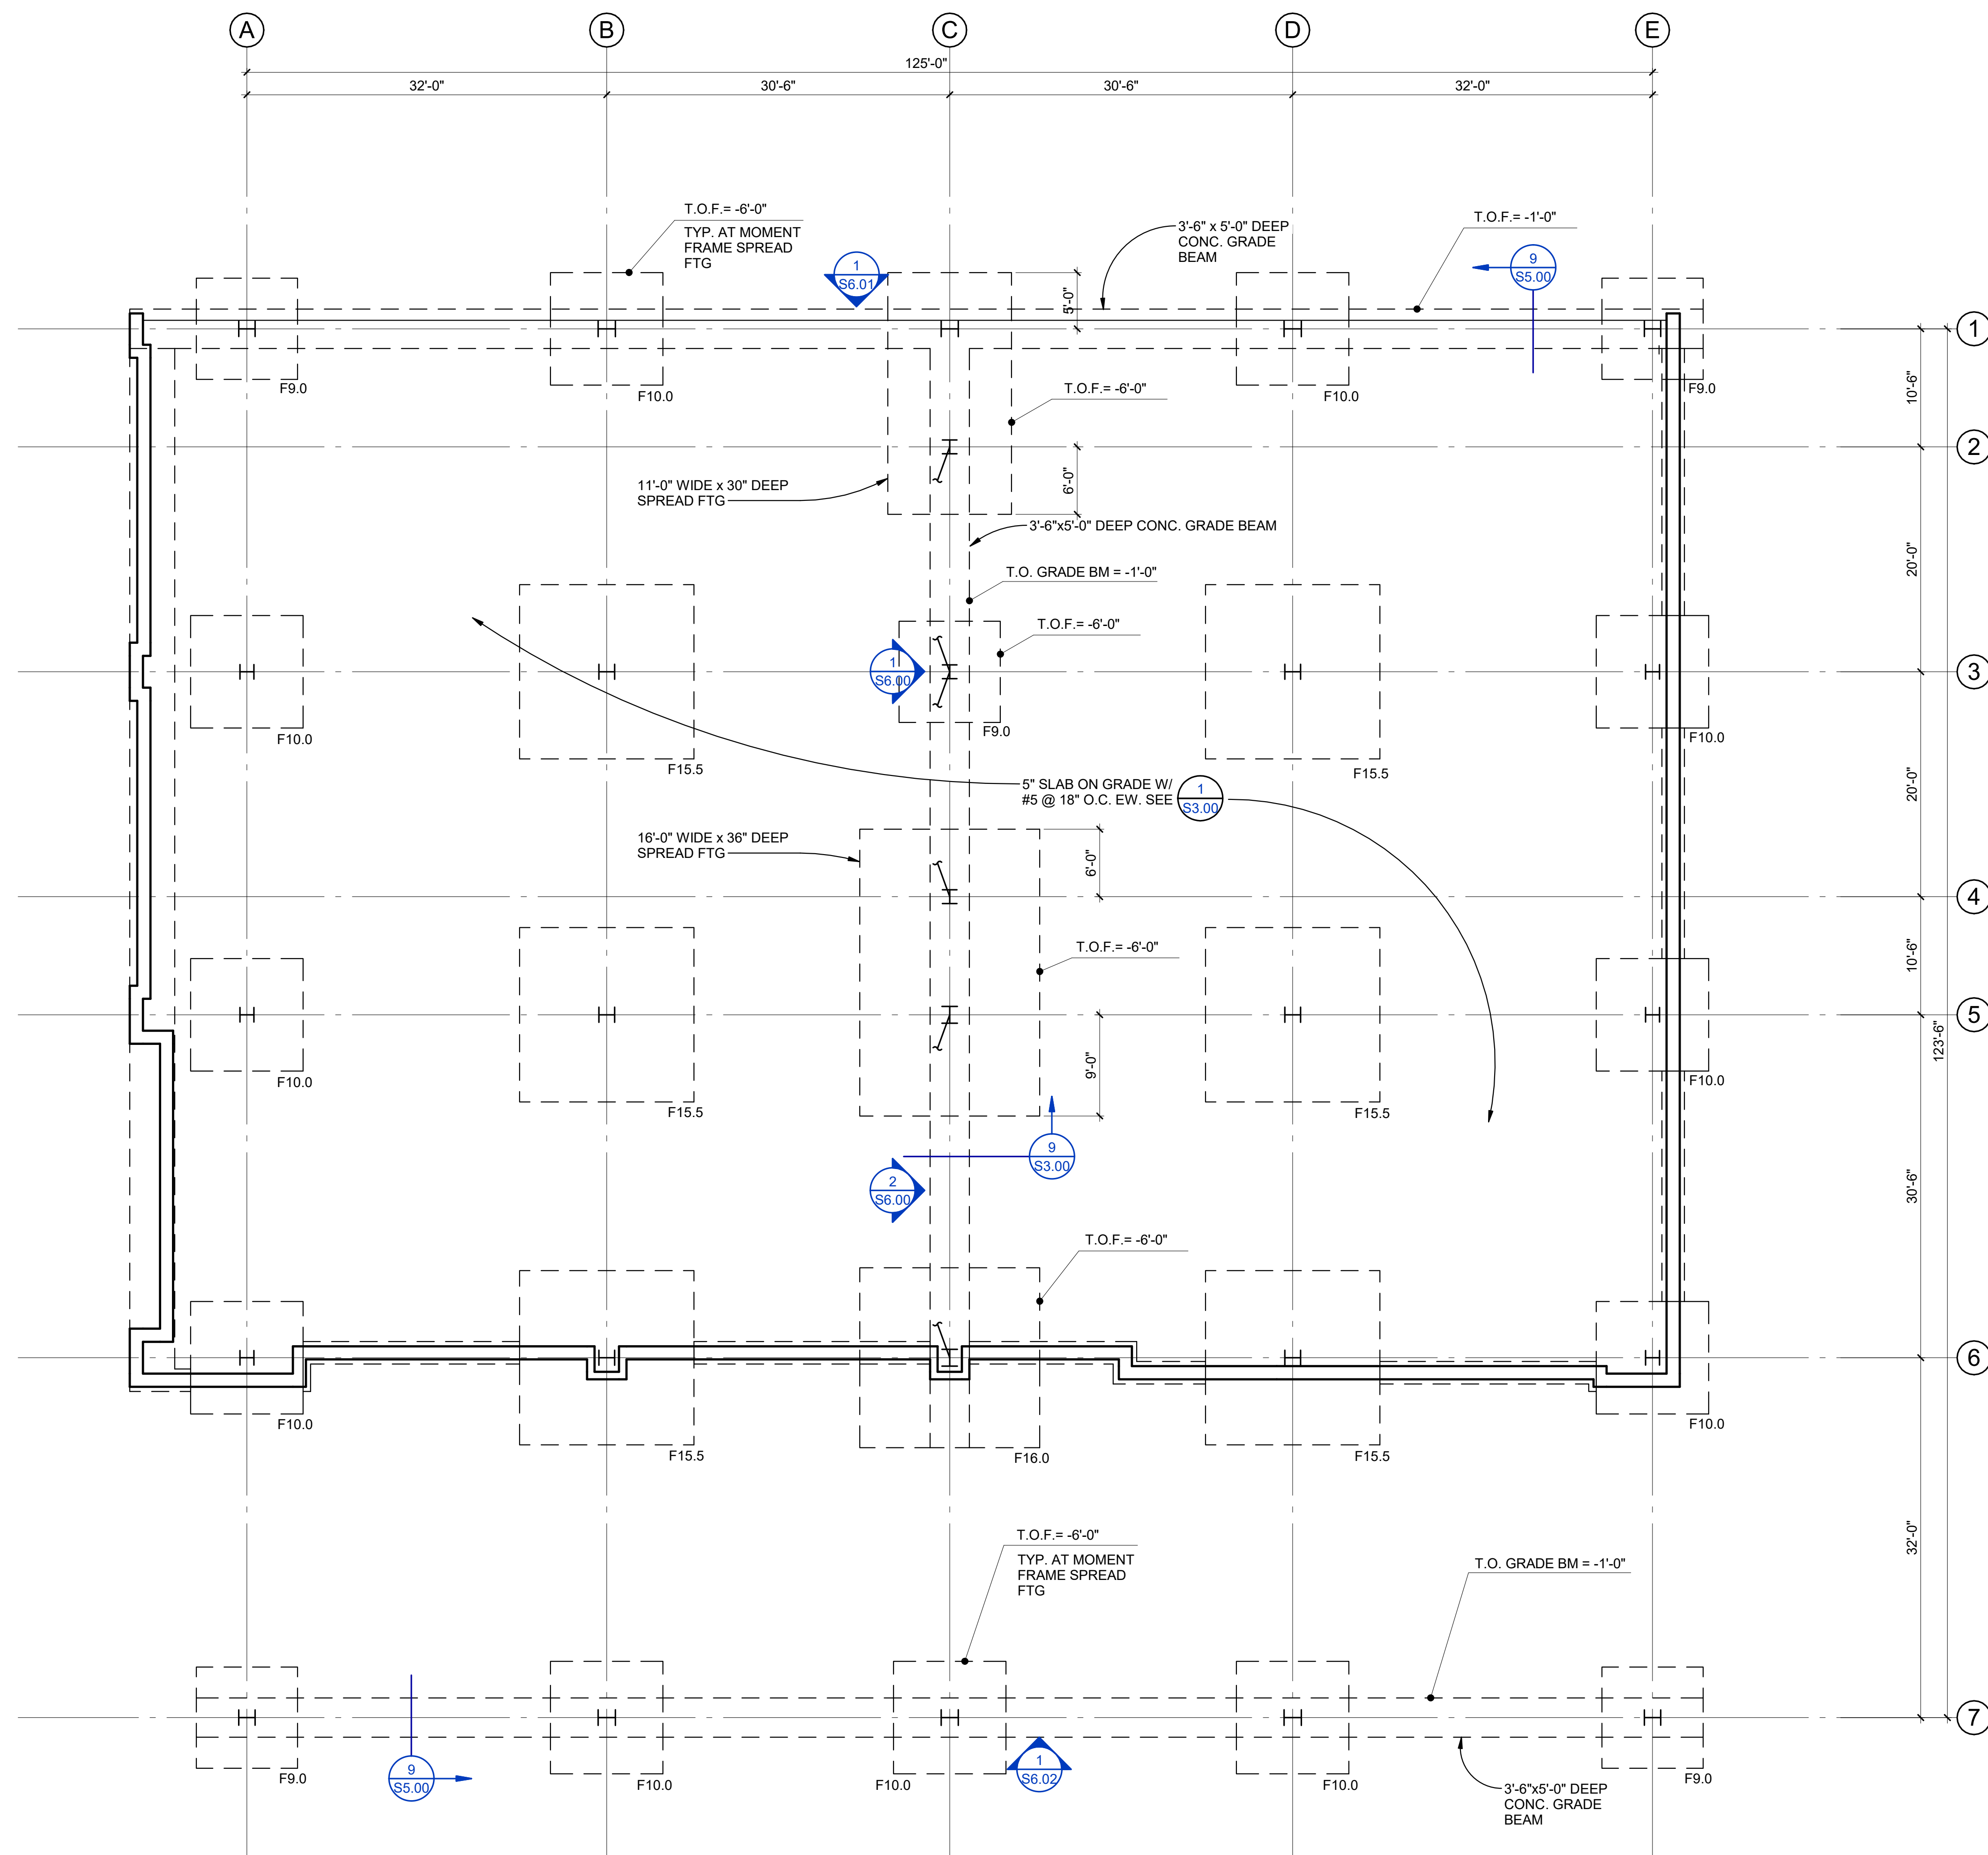 A
B
C
D
E
125'-0"
32'-0"
30'-6"
30'-6"
32'-0"
T.O.F.= -6'-0"
TYP. AT MOMENT
FRAME SPREAD
FTG
1
S6.01
3'-6" x 5'-0" DEEP
CONC. GRADE
BEAM
T.O.F.= -1'-0"
9
S5.00
5'-0"
1
F9.0
F10.0
F10.0
F9.0
10'-6"
T.O.F.= -6'-0"
2
11'-0" WIDE x 30" DEEP
SPREAD FTG
6'-0"
3'-6"x5'-0" DEEP CONC. GRADE BEAM
20'-0"
T.O. GRADE BM = -1'-0"
T.O.F.= -6'-0"
1
S6.00
3
F10.0
F15.5
F9.0
F15.5
F10.0
5" SLAB ON GRADE W/
#5 @ 18" O.C. EW. SEE
1
S3.00
20'-0"
16'-0" WIDE x 36" DEEP
SPREAD FTG
6'-0"
4
T.O.F.= -6'-0"
10'-6"
5
123'-6"
9'-0"
F10.0
F15.5
F15.5
F10.0
9
S3.00
2
S6.00
30'-6"
T.O.F.= -6'-0"
6
F10.0
F15.5
F16.0
F15.5
F10.0
T.O.F.= -6'-0"
TYP. AT MOMENT
FRAME SPREAD
FTG
32'-0"
T.O. GRADE BM = -1'-0"
7
F9.0
9
S5.00
F10.0
F10.0
1
S6.02
F10.0
F9.0
3'-6"x5'-0" DEEP
CONC. GRADE
BEAM